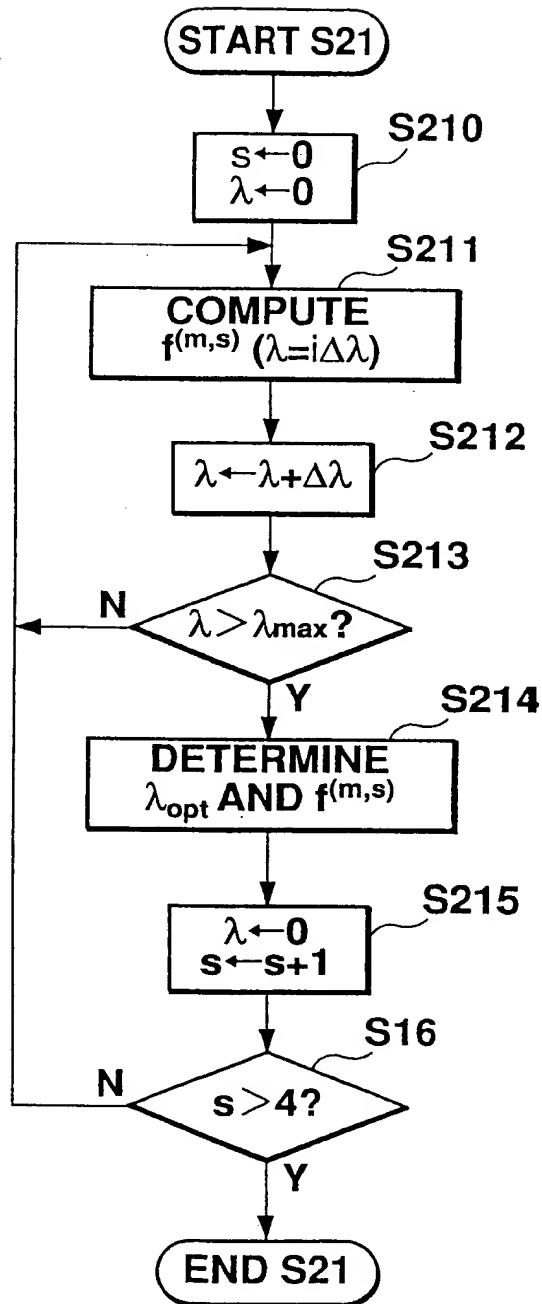 START S21
S210
s←0
λ←0
S211
COMPUTE
f(m,s) (λ=iΔλ)
S212
λ←λ+Δλ
S213
N
λ>λmax?
Y
S214
DETERMINE
λopt AND f(m,s)
S215
λ←0
s←s+1
S16
N
s>4?
Y
END S21